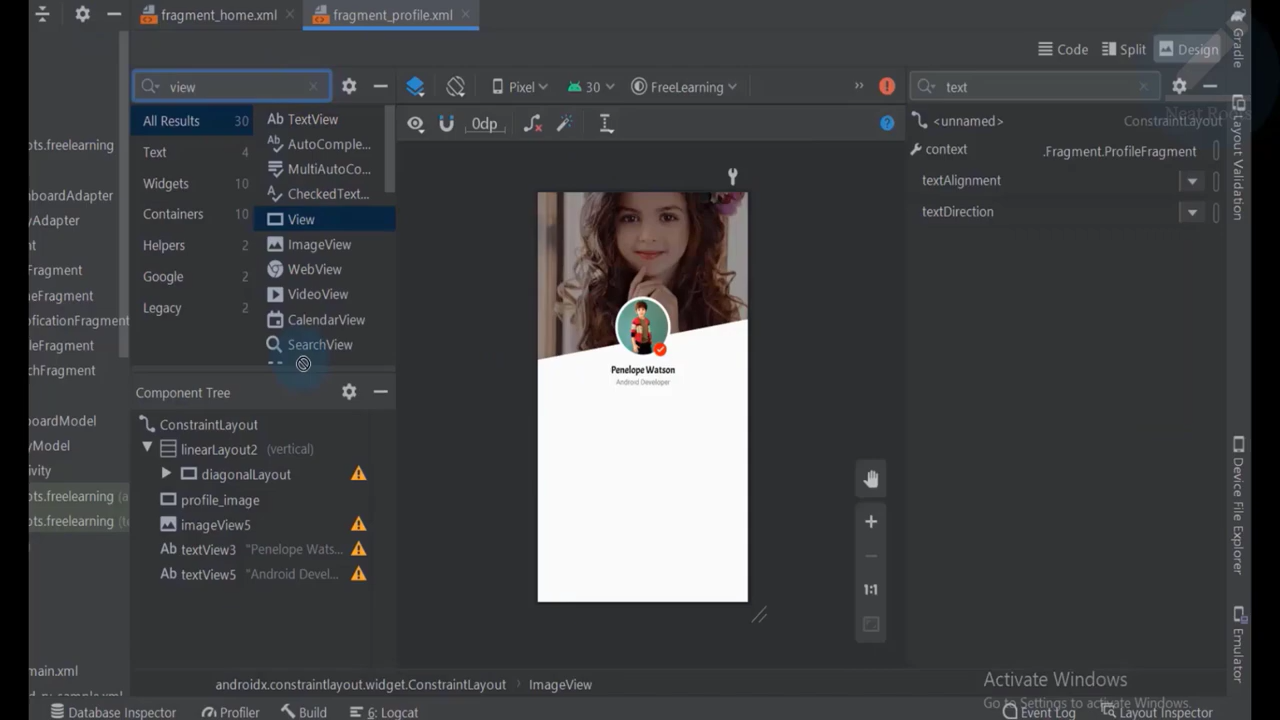 fragment_home.xml
fragment_profile.xml
Code
Split
Design
view
Pixel
30
FreeLearning
text
All Results 30
Text 4
Widgets 10
Containers 10
Helpers 2
Google 2
Legacy 2
Ab TextView
AutoComple...
MultiAutoCo...
CheckedText...
View
ImageView
WebView
VideoView
CalendarView
SearchView
0dp
<unnamed> ConstraintLayout
context .Fragment.ProfileFragment
textAlignment
textDirection
Penelope Watson
Android Developer
1:1
Component Tree
ConstraintLayout
linearLayout2 (vertical)
diagonalLayout
profile_image
imageView5
Ab textView3 "Penelope Wats...
Ab textView5 "Android Devel...
ots.freelearning
boardAdapter
yAdapter
nt
Fragment
eFragment
oficationFragment
leFragment
chFragment
boardModel
yModel
tivity
ots.freelearning (a
ots.freelearning (te
main.xml
androidx.constraintlayout.widget.ConstraintLayout › ImageView
Database Inspector
Profiler
Build
6: Logcat
Event Log
Layout Inspector
Activate Windows
Go to Settings to activate Windows.
Gradle
Layout Validation
Device File Explorer
Emulator